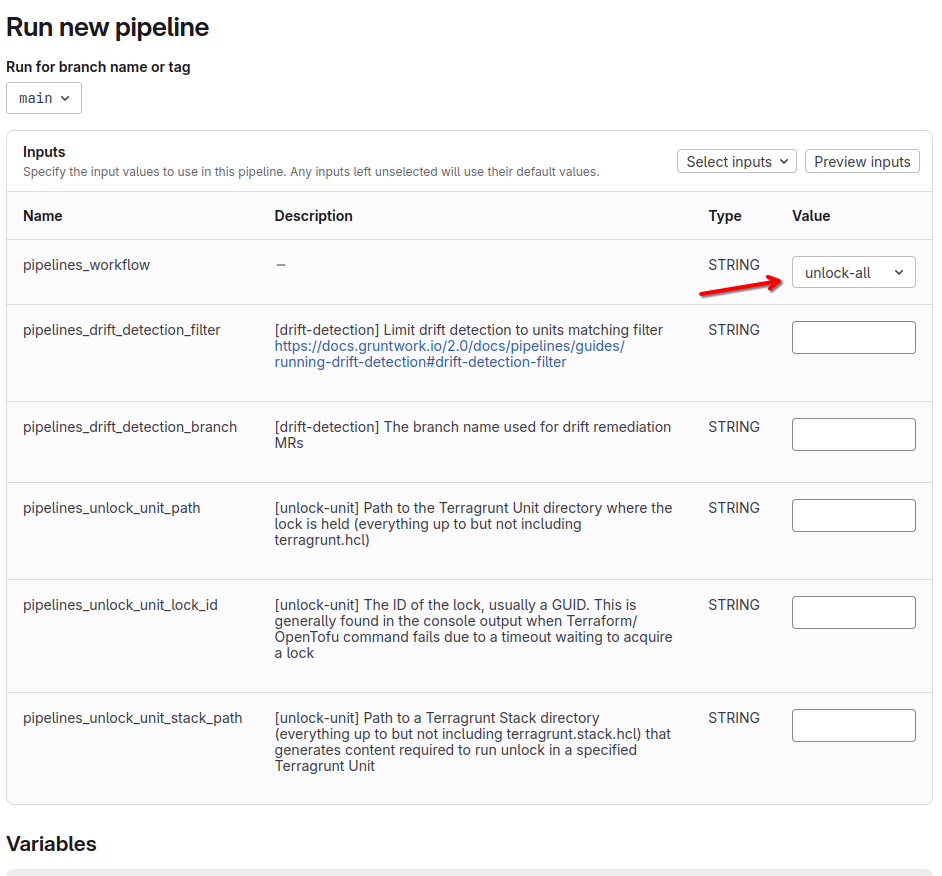 Run new pipeline
Run for branch name or tag
main
Inputs
Specify the input values to use in this pipeline. Any inputs left unselected will use their default values.
Select inputs
Preview inputs
Name Description Type Value
pipelines_workflow – STRING unlock-all
pipelines_drift_detection_filter [drift-detection] Limit drift detection to units matching filter STRING
https://docs.gruntwork.io/2.0/docs/pipelines/guides/
running-drift-detection#drift-detection-filter
pipelines_drift_detection_branch [drift-detection] The branch name used for drift remediation STRING
MRs
pipelines_unlock_unit_path [unlock-unit] Path to the Terragrunt Unit directory where the STRING
lock is held (everything up to but not including
terragrunt.hcl)
pipelines_unlock_unit_lock_id [unlock-unit] The ID of the lock, usually a GUID. This is STRING
generally found in the console output when Terraform/
OpenTofu command fails due to a timeout waiting to acquire
a lock
pipelines_unlock_unit_stack_path [unlock-unit] Path to a Terragrunt Stack directory STRING
(everything up to but not including terragrunt.stack.hcl) that
generates content required to run unlock in a specified
Terragrunt Unit
Variables